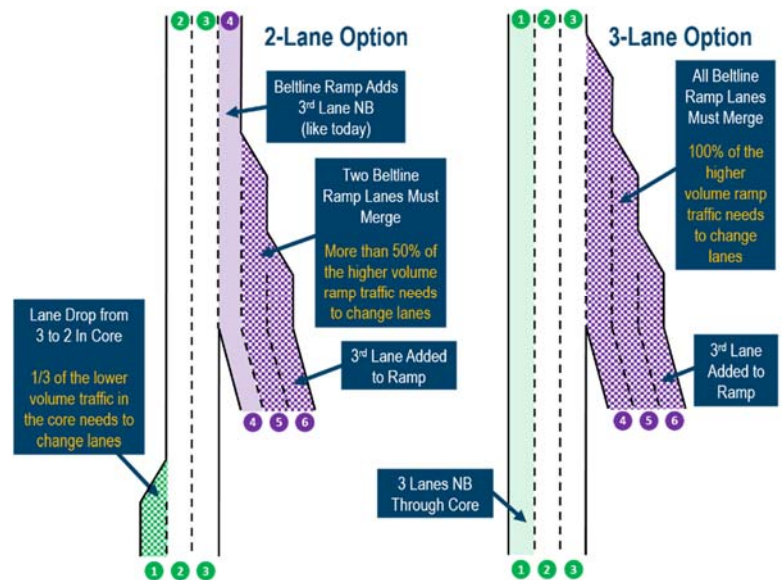 2 3 4
2-Lane Option
Beltline Ramp Adds
3rd Lane NB
(like today)
Two Beltline
Ramp Lanes Must
Merge
More than 50% of
the higher volume
ramp traffic needs
to change lanes
Lane Drop from
3 to 2 In Core
1/3 of the lower
volume traffic in
the core needs to
change lanes
3rd Lane Added
to Ramp
4 5 6
1 2 3
1 2 3
3-Lane Option
All Beltline
Ramp Lanes
Must Merge
100% of the
higher
volume ramp
traffic needs
to change
lanes
3rd Lane
Added to
Ramp
4 5 6
3 Lanes NB
Through Core
1 2 3